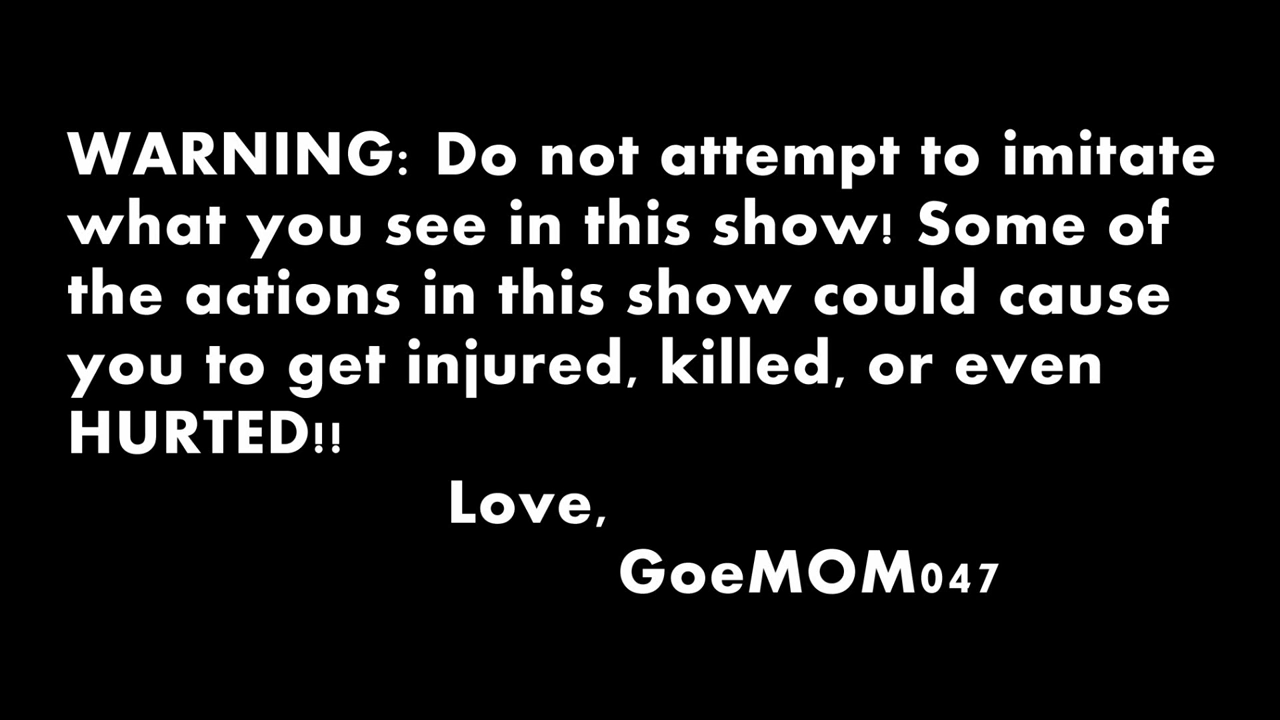 WARNING: Do not attempt to imitate
what you see in this show! Some of
the actions in this show could cause
you to get injured, killed, or even
HURTED!!
Love,
GoeMOM047